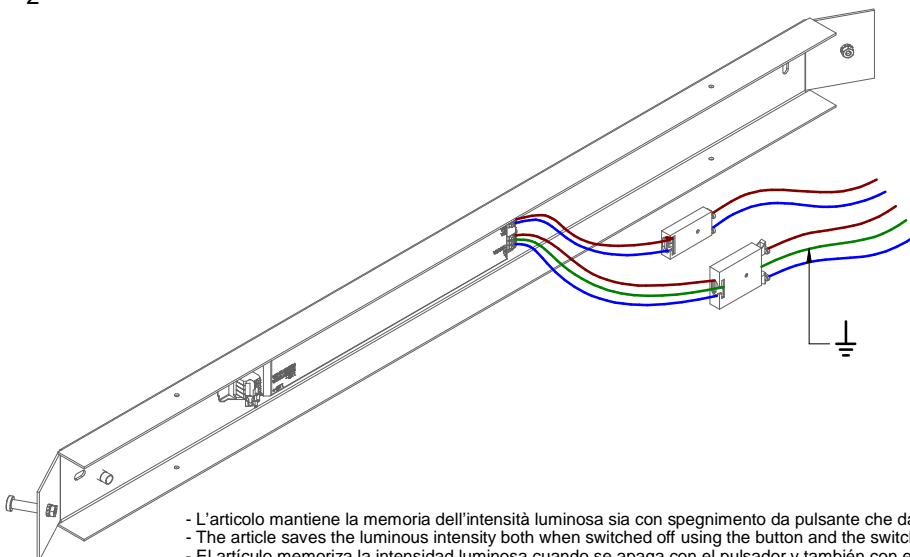 2
- L'articolo mantiene la memoria dell'intensità luminosa sia con spegnimento da pulsante che da
- The article saves the luminous intensity both when switched off using the button and the switc
- El artículo memoriza la intensidad luminosa cuando se apaga con el pulsador y también con e